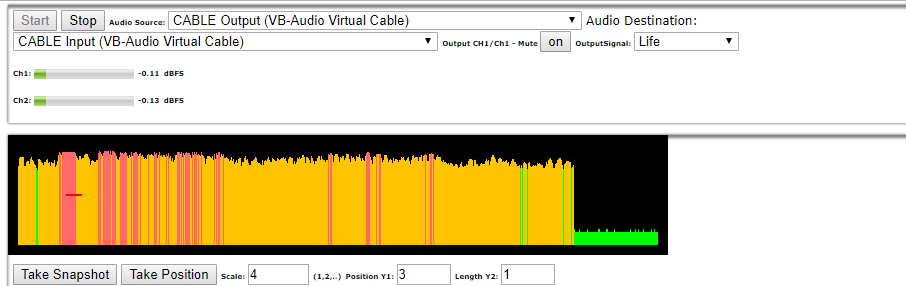 Start Stop Audio Source: CABLE Output (VB-Audio Virtual Cable) Audio Destination:
CABLE Input (VB-Audio Virtual Cable) Output CH1/Ch1 - Mute on OutputSignal: Life
Ch1: -0.11 dBFS
Ch2: -0.13 dBFS
Take Snapshot Take Position Scale: 4 (1,2,..) Position Y1: 3 Length Y2: 1